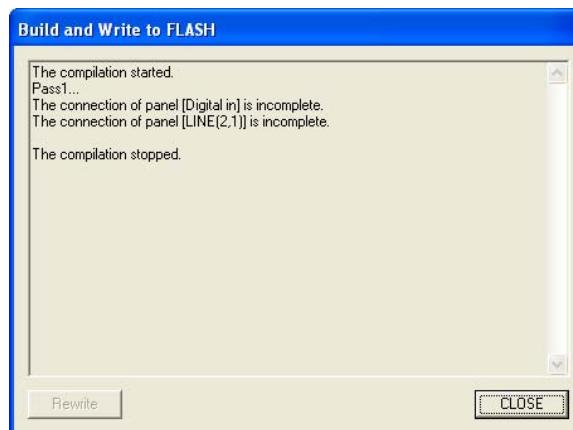 Build and Write to FLASH
The compilation started.
Pass1...
The connection of panel [Digital in] is incomplete.
The connection of panel [LINE(2,1)] is incomplete.
The compilation stopped.
Rewrite
CLOSE